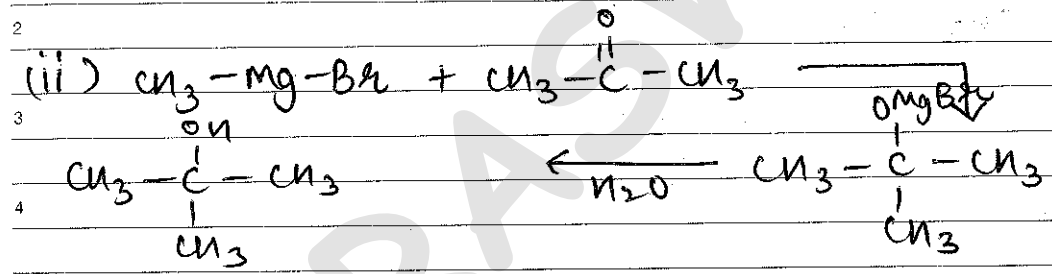 2
(ii) CH3 - Mg - Br + CH3 - C - CH3
O
3
OMgBr
OH
CH3 - C - CH3
H2O
CH3 - C - CH3
4
CH3
CH3